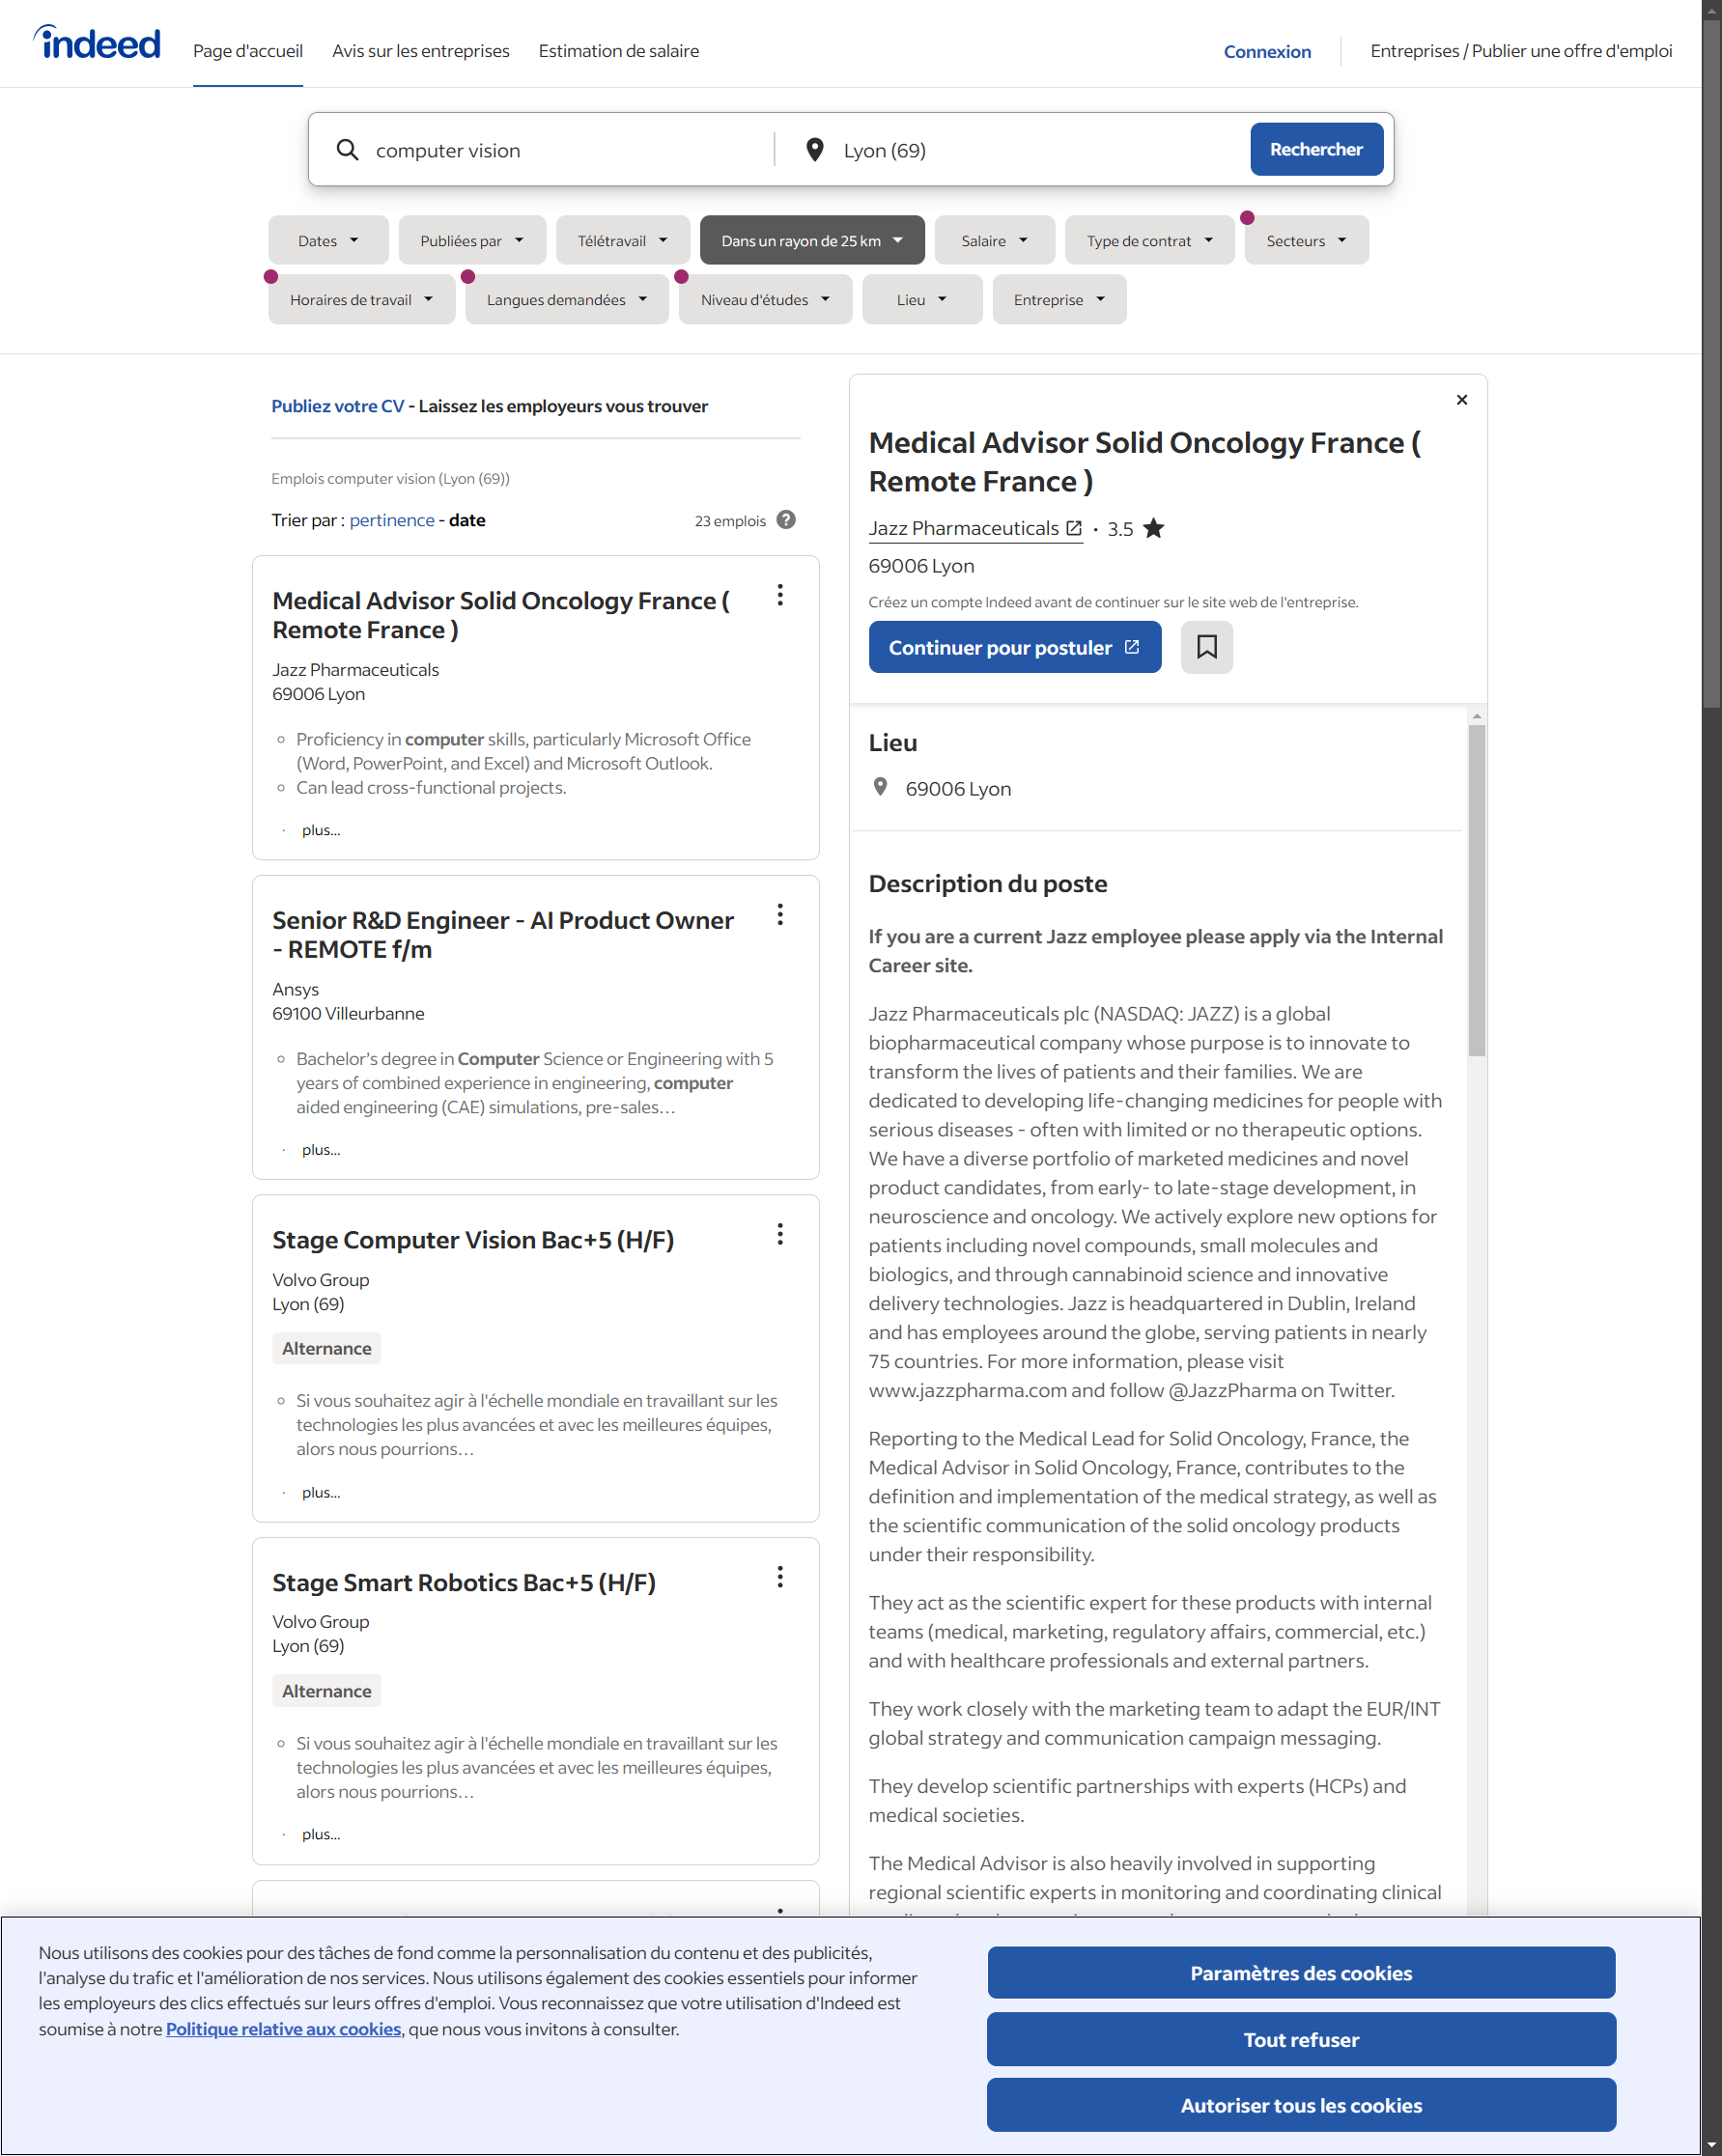 indeed
Page d'accueil
Avis sur les entreprises
Estimation de salaire
Connexion
Entreprises / Publier une offre d'emploi
computer vision
Lyon (69)
Rechercher
Dates
Publiées par
Télétravail
Dans un rayon de 25 km
Salaire
Type de contrat
Secteurs
Horaires de travail
Langues demandées
Niveau d'études
Lieu
Entreprise
Publiez votre CV - Laissez les employeurs vous trouver
Emplois computer vision (Lyon (69))
Trier par : pertinence - date
23 emplois
Medical Advisor Solid Oncology France (
Remote France )
Jazz Pharmaceuticals
69006 Lyon
Proficiency in computer skills, particularly Microsoft Office
(Word, PowerPoint, and Excel) and Microsoft Outlook.
Can lead cross-functional projects.
· plus...
Senior R&D Engineer - AI Product Owner
- REMOTE f/m
Ansys
69100 Villeurbanne
Bachelor's degree in Computer Science or Engineering with 5
years of combined experience in engineering, computer
aided engineering (CAE) simulations, pre-sales…
· plus...
Stage Computer Vision Bac+5 (H/F)
Volvo Group
Lyon (69)
Alternance
Si vous souhaitez agir à l'échelle mondiale en travaillant sur les
technologies les plus avancées et avec les meilleures équipes,
alors nous pourrions…
· plus...
Stage Smart Robotics Bac+5 (H/F)
Volvo Group
Lyon (69)
Alternance
Si vous souhaitez agir à l'échelle mondiale en travaillant sur les
technologies les plus avancées et avec les meilleures équipes,
alors nous pourrions…
· plus...
Medical Advisor Solid Oncology France (
Remote France )
Jazz Pharmaceuticals · 3.5
69006 Lyon
Créez un compte Indeed avant de continuer sur le site web de l'entreprise.
Continuer pour postuler
Lieu
69006 Lyon
Description du poste
If you are a current Jazz employee please apply via the Internal
Career site.
Jazz Pharmaceuticals plc (NASDAQ: JAZZ) is a global
biopharmaceutical company whose purpose is to innovate to
transform the lives of patients and their families. We are
dedicated to developing life-changing medicines for people with
serious diseases - often with limited or no therapeutic options.
We have a diverse portfolio of marketed medicines and novel
product candidates, from early- to late-stage development, in
neuroscience and oncology. We actively explore new options for
patients including novel compounds, small molecules and
biologics, and through cannabinoid science and innovative
delivery technologies. Jazz is headquartered in Dublin, Ireland
and has employees around the globe, serving patients in nearly
75 countries. For more information, please visit
www.jazzpharma.com and follow @JazzPharma on Twitter.
Reporting to the Medical Lead for Solid Oncology, France, the
Medical Advisor in Solid Oncology, France, contributes to the
definition and implementation of the medical strategy, as well as
the scientific communication of the solid oncology products
under their responsibility.
They act as the scientific expert for these products with internal
teams (medical, marketing, regulatory affairs, commercial, etc.)
and with healthcare professionals and external partners.
They work closely with the marketing team to adapt the EUR/INT
global strategy and communication campaign messaging.
They develop scientific partnerships with experts (HCPs) and
medical societies.
The Medical Advisor is also heavily involved in supporting
regional scientific experts in monitoring and coordinating clinical
Nous utilisons des cookies pour des tâches de fond comme la personnalisation du contenu et des publicités,
l'analyse du trafic et l'amélioration de nos services. Nous utilisons également des cookies essentiels pour informer
les employeurs des clics effectués sur leurs offres d'emploi. Vous reconnaissez que votre utilisation d'Indeed est
soumise à notre Politique relative aux cookies, que nous vous invitons à consulter.
Paramètres des cookies
Tout refuser
Autoriser tous les cookies